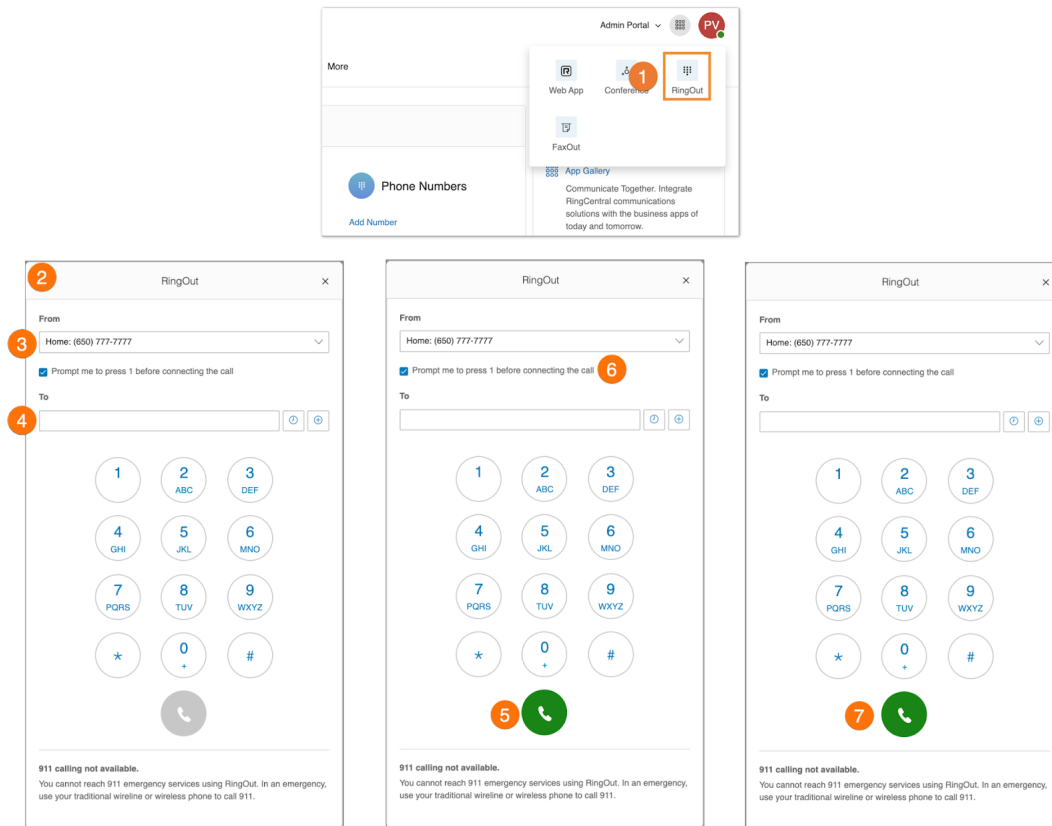 Admin Portal
PV
More
Web App
Conference
1
RingOut
FaxOut
App Gallery
Phone Numbers
Communicate Together. Integrate
RingCentral communications
solutions with the business apps of
today and tomorrow.
Add Number
2
RingOut
From
3
Home: (650) 777-7777
Prompt me to press 1 before connecting the call
To
4
1
2
ABC
3
DEF
4
GHI
5
JKL
6
MNO
7
PQRS
8
TUV
9
WXYZ
*
0
+
#
911 calling not available.
You cannot reach 911 emergency services using RingOut. In an emergency,
use your traditional wireline or wireless phone to call 911.
RingOut
From
Home: (650) 777-7777
Prompt me to press 1 before connecting the call
6
To
1
2
ABC
3
DEF
4
GHI
5
JKL
6
MNO
7
PQRS
8
TUV
9
WXYZ
*
0
+
#
5
911 calling not available.
You cannot reach 911 emergency services using RingOut. In an emergency,
use your traditional wireline or wireless phone to call 911.
RingOut
From
Home: (650) 777-7777
Prompt me to press 1 before connecting the call
To
1
2
ABC
3
DEF
4
GHI
5
JKL
6
MNO
7
PQRS
8
TUV
9
WXYZ
*
0
+
#
7
911 calling not available.
You cannot reach 911 emergency services using RingOut. In an emergency,
use your traditional wireline or wireless phone to call 911.